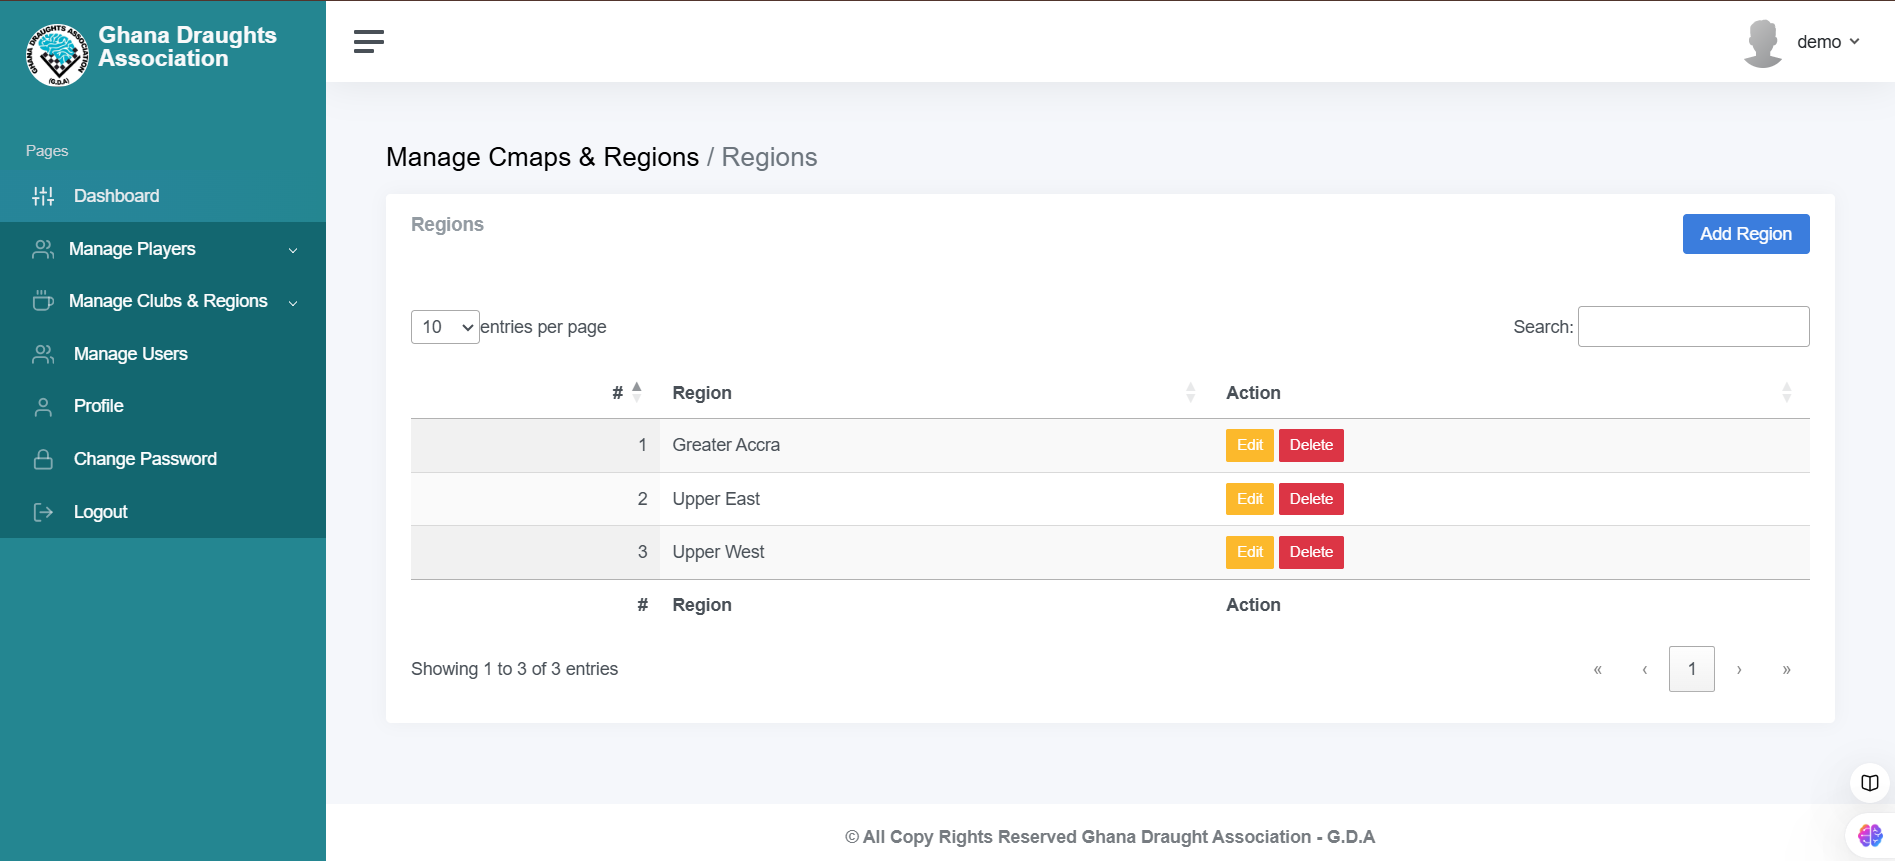 GHANA DRAUGHTS ASSOCIATION
(G.D.A)
Ghana Draughts
Association
demo
Pages
Dashboard
Manage Players
Manage Clubs & Regions
Manage Users
Profile
Change Password
Logout
Manage Cmaps & Regions / Regions
Regions
Add Region
10 entries per page
Search:
# Region Action
1 Greater Accra Edit Delete
2 Upper East Edit Delete
3 Upper West Edit Delete
# Region Action
Showing 1 to 3 of 3 entries
« ‹ 1 › »
© All Copy Rights Reserved Ghana Draught Association - G.D.A